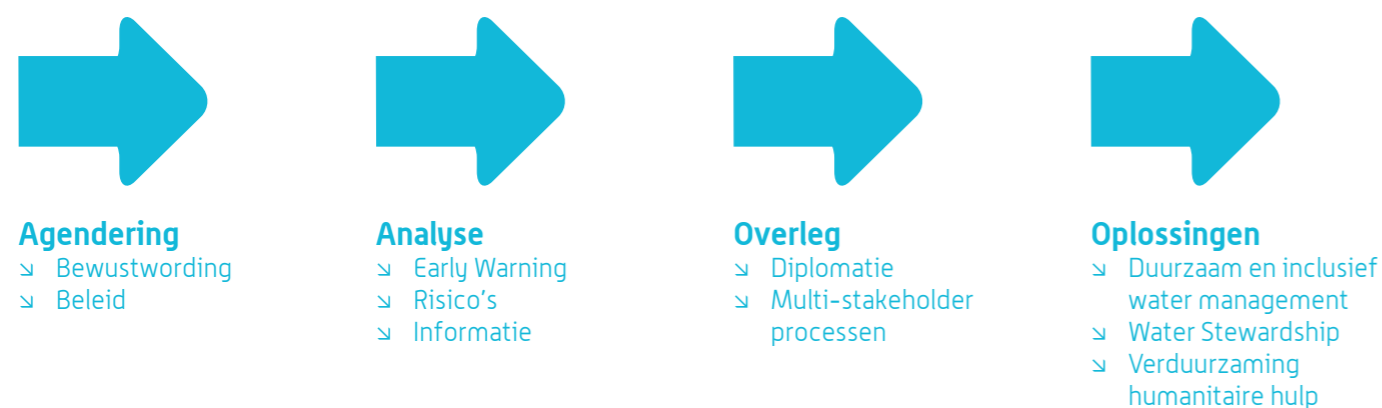 Agendering
↘ Bewustwording
↘ Beleid
Analyse
↘ Early Warning
↘ Risico's
↘ Informatie
Overleg
↘ Diplomatie
↘ Multi-stakeholder
processen
Oplossingen
↘ Duurzaam en inclusief
water management
↘ Water Stewardship
↘ Verduurzaming
humanitaire hulp